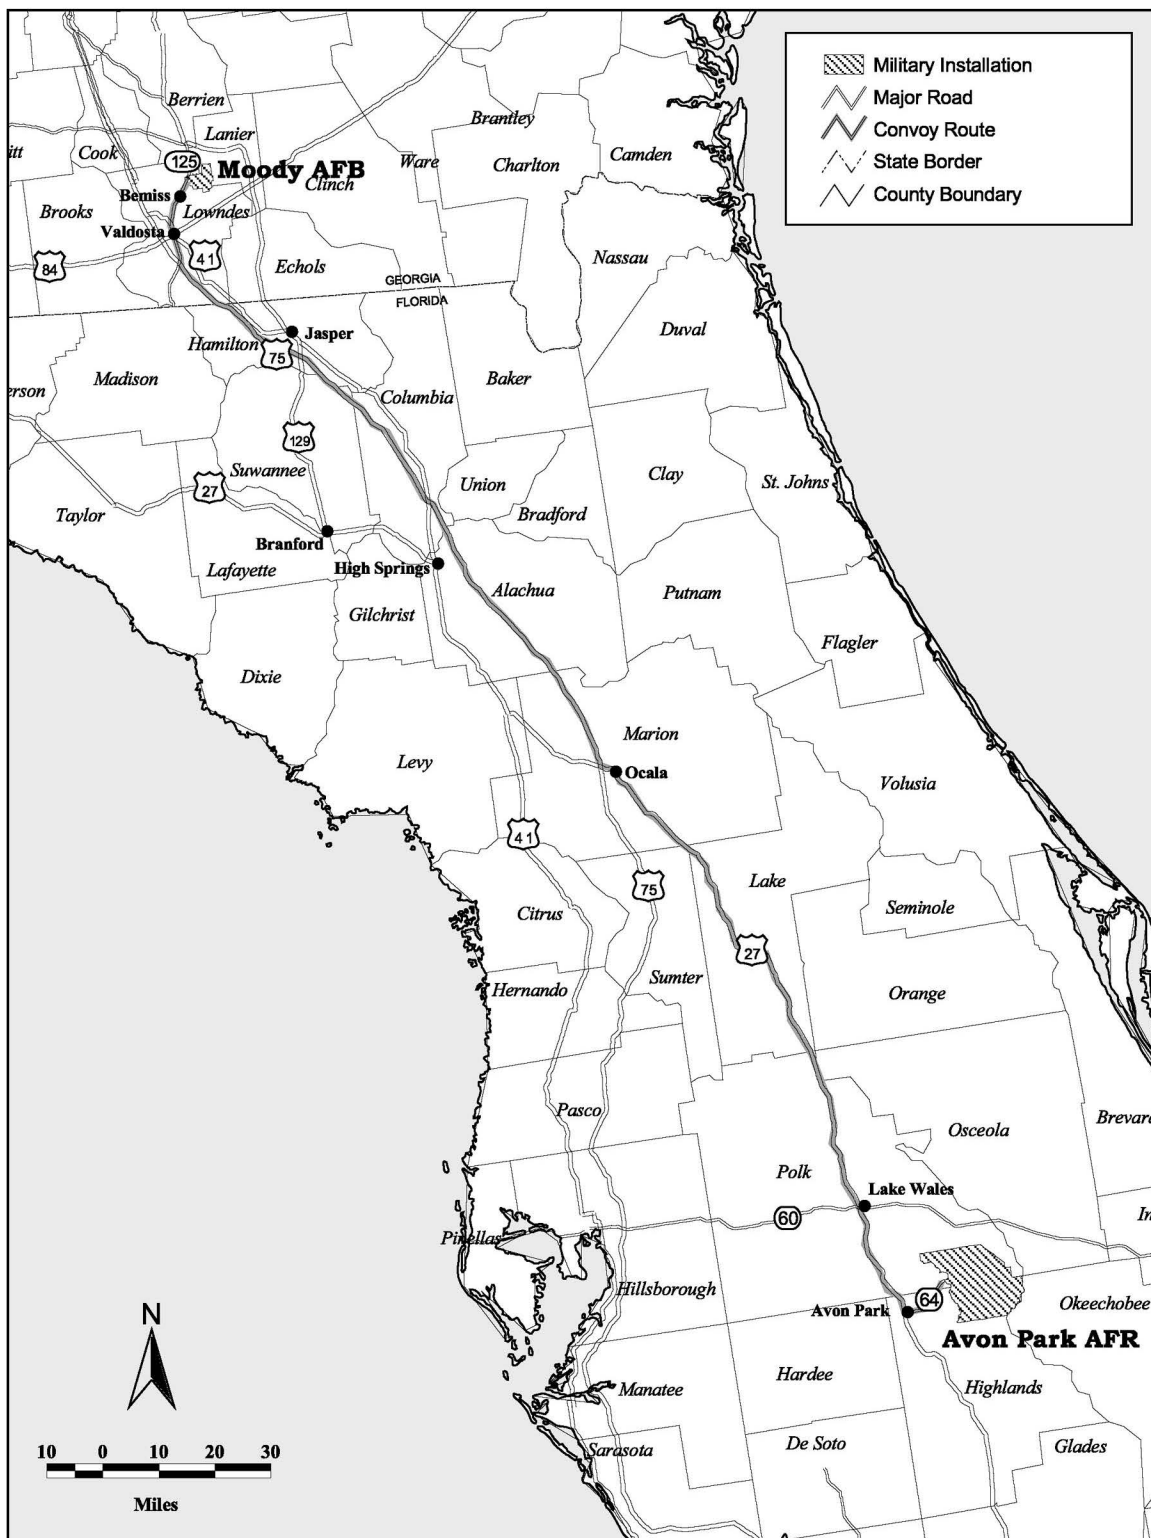 Military Installation
Major Road
Convoy Route
State Border
County Boundary
Berrien
Lanier
Brantley
itt
Cook
125
Moody AFB
Ware
Charlton
Camden
Clinch
Bemiss
Brooks
Lowndes
Valdosta
41
84
Echols
Nassau
GEORGIA
FLORIDA
Jasper
Duval
Hamilton
75
Madison
Baker
erson
Columbia
129
Suwannee
Clay
St. Johns
27
Union
Taylor
Bradford
Branford
High Springs
Lafayette
Alachua
Putnam
Gilchrist
Flagler
Dixie
Marion
Levy
Ocala
Volusia
41
75
Lake
Citrus
Seminole
27
Hernando
Sumter
Orange
Pasco
Osceola
Brevard
Polk
Lake Wales
60
In
Pinellas
Hillsborough
64
Avon Park
Okeechobee
Avon Park AFR
N
Manatee
Hardee
Highlands
Sarasota
De Soto
Glades
10 0 10 20 30
Miles